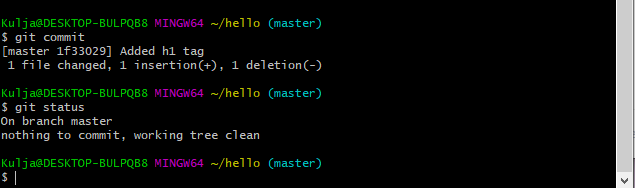 Kulja@DESKTOP-BULPQB8 MINGW64 ~/hello (master)
$ git commit
[master 1f33029] Added h1 tag
 1 file changed, 1 insertion(+), 1 deletion(-)
Kulja@DESKTOP-BULPQB8 MINGW64 ~/hello (master)
$ git status
On branch master
nothing to commit, working tree clean
Kulja@DESKTOP-BULPQB8 MINGW64 ~/hello (master)
$